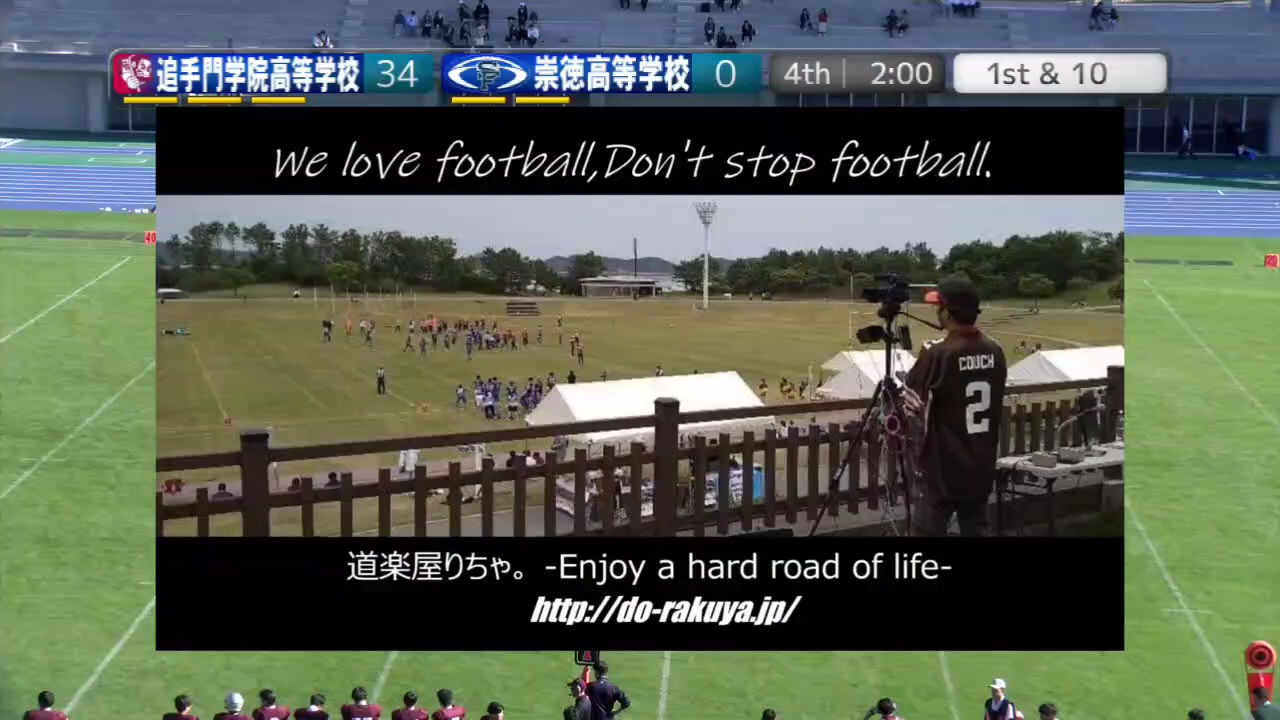 追手門学院高等学校 34 崇徳高等学校 0 4th 2:00 1st & 10
We love football,Don't stop football.
40
COUCH
2
道楽屋りちゃ。 -Enjoy a hard road of life-
http://do-rakuya.jp/